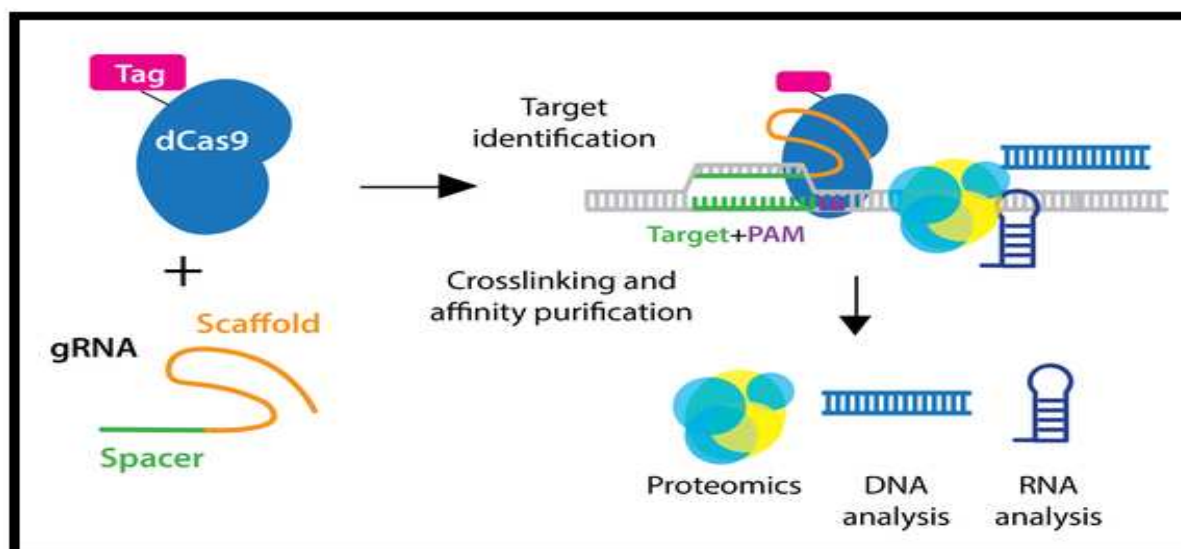 Tag
dCas9
gRNA
Scaffold
Spacer
Target
identification
Target+PAM
Crosslinking and
affinity purification
Proteomics
DNA
analysis
RNA
analysis